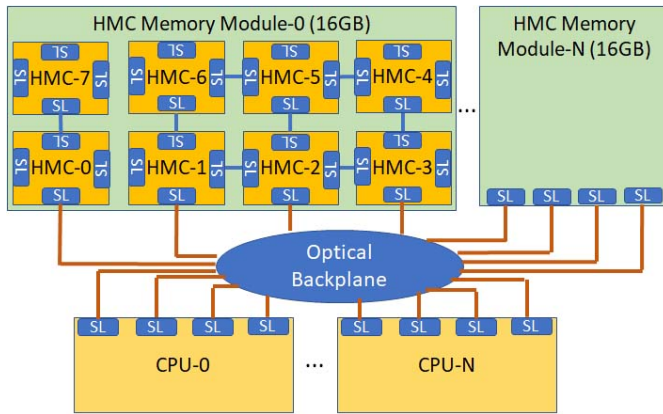 HMC Memory Module-0 (16GB)
SL SL SL SL
SL HMC-7 SL SL HMC-6 SL SL HMC-5 SL SL HMC-4 SL
SL SL SL SL
SL SL SL SL
SL HMC-0 SL SL HMC-1 SL SL HMC-2 SL SL HMC-3 SL
SL SL SL SL
...
HMC Memory
Module-N (16GB)
SL SL SL SL
Optical
Backplane
SL SL SL SL
CPU-0
...
SL SL SL SL
CPU-N